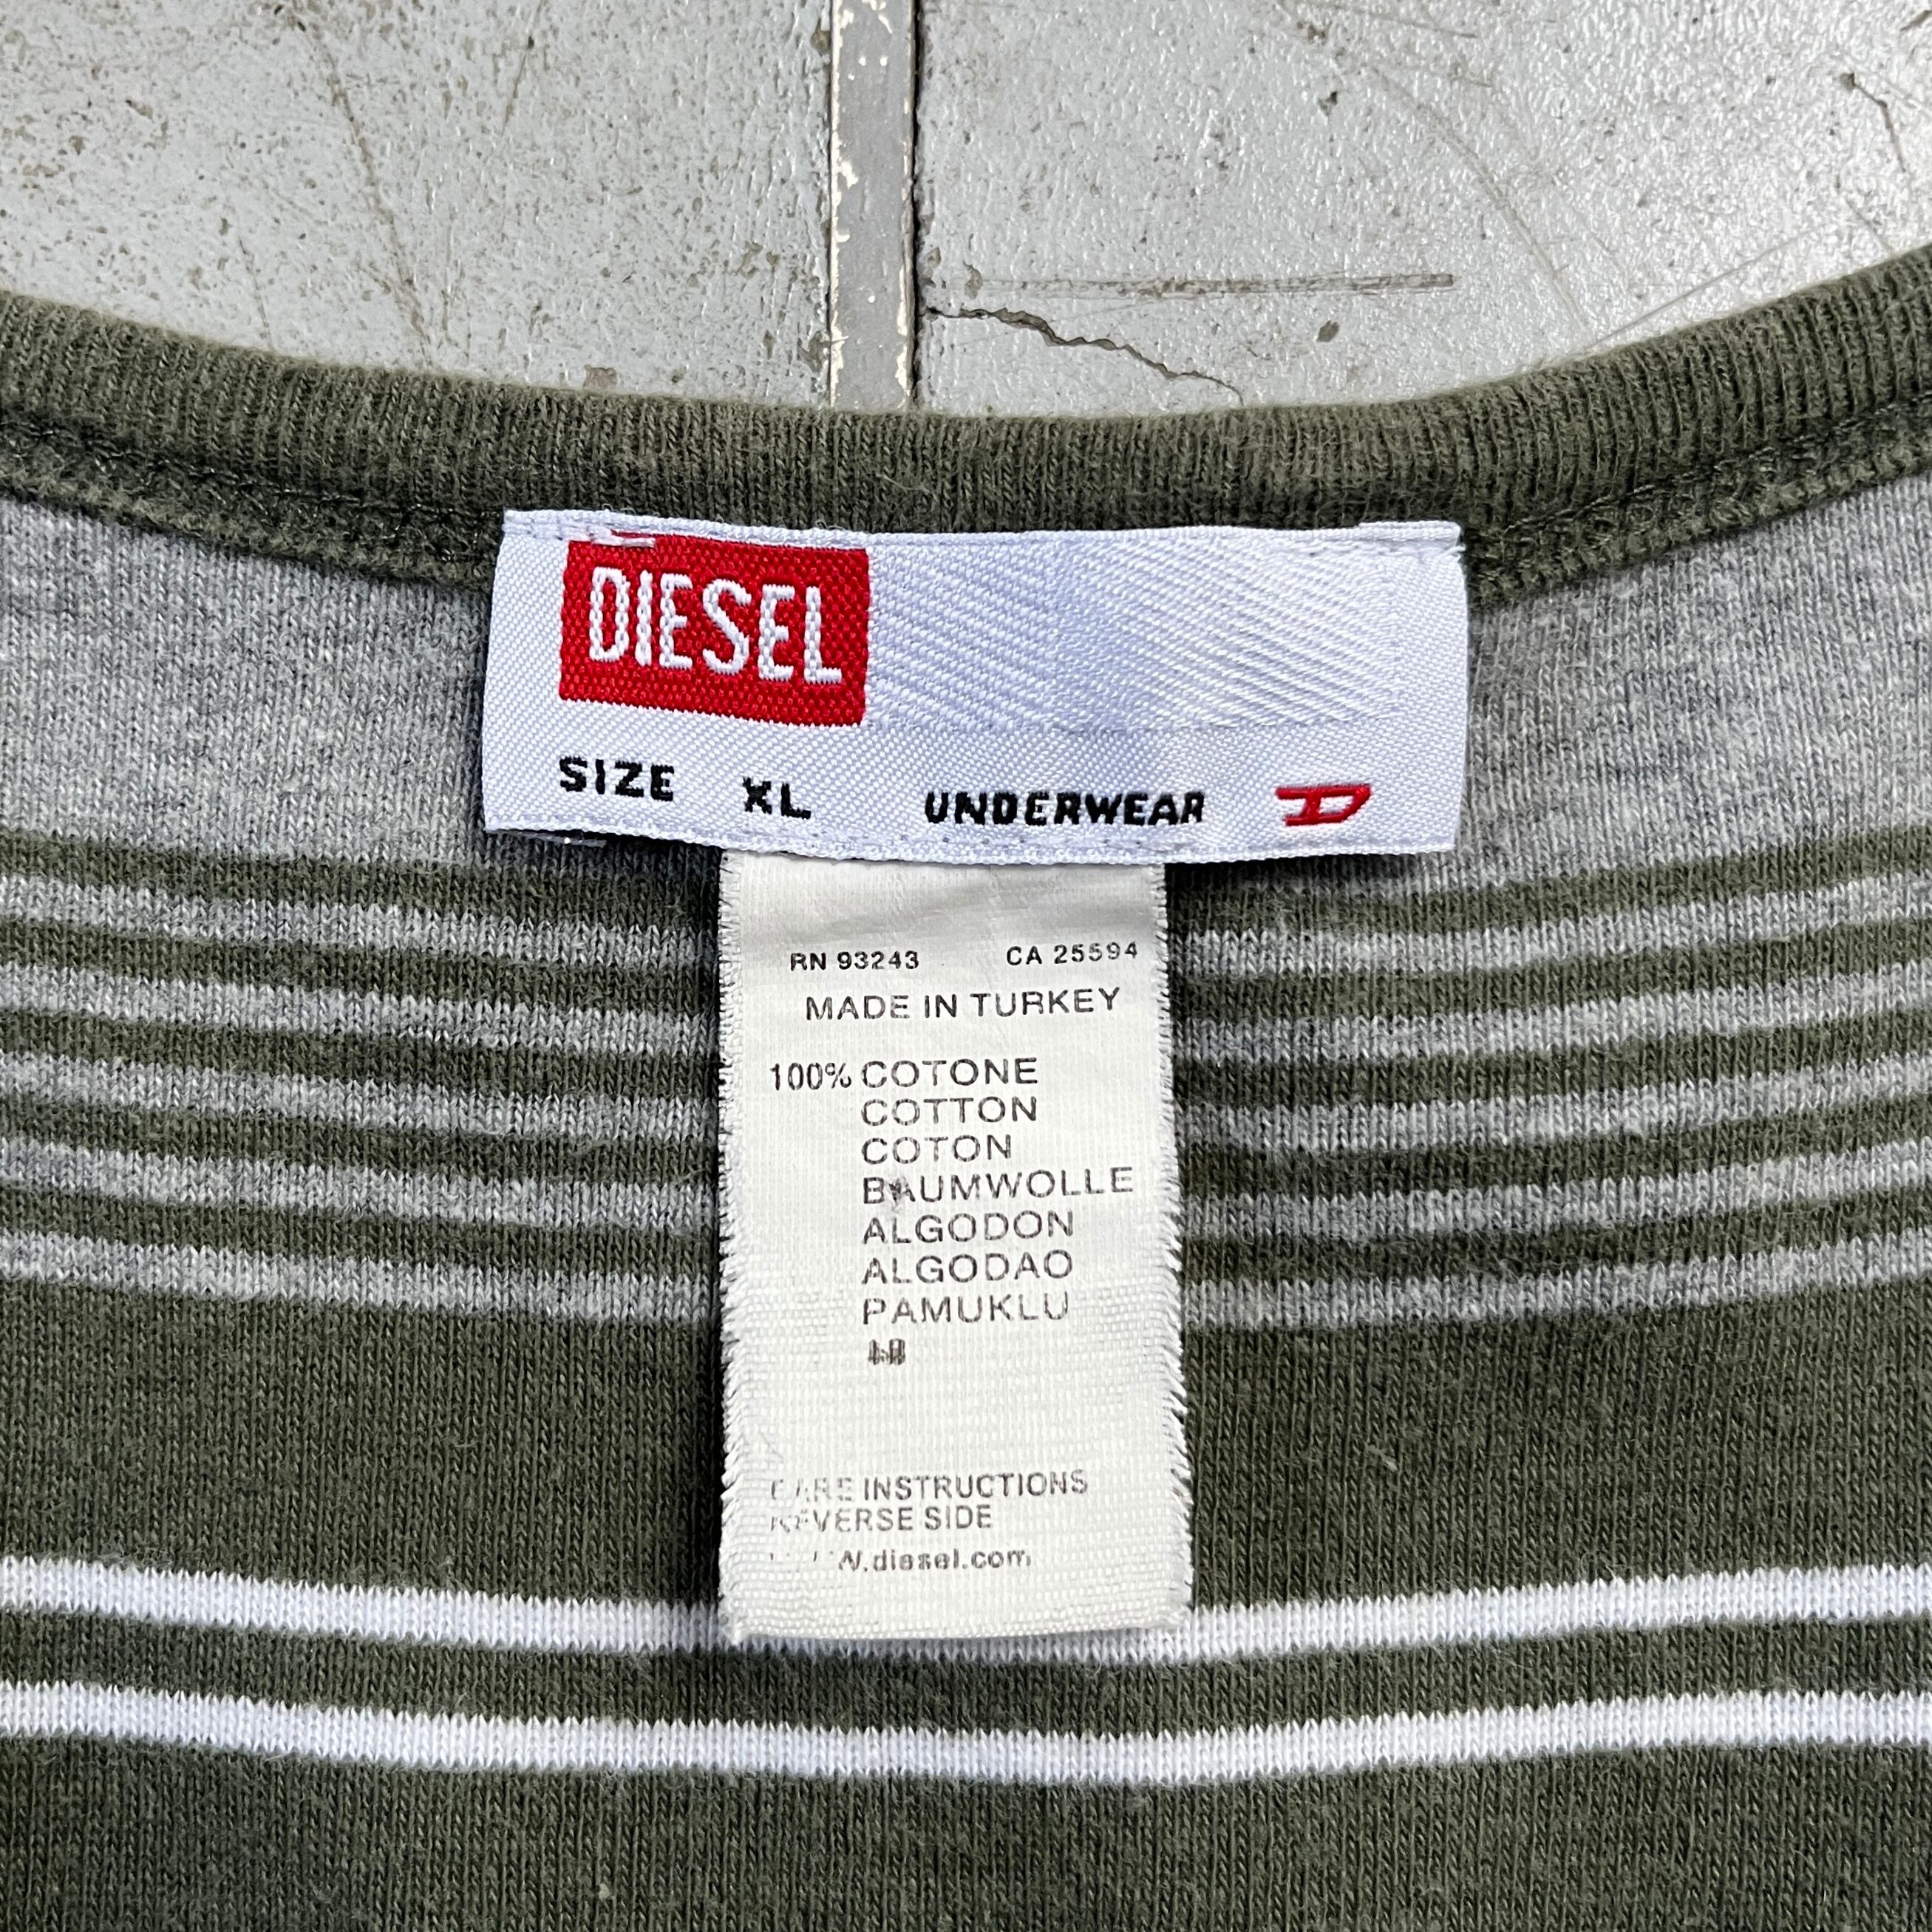 DIESEL
SIZE XL UNDERWEAR D
RN 93243 CA 25594
MADE IN TURKEY
100% COTONE
COTTON
COTON
BAUMWOLLE
ALGODON
ALGODAO
PAMUKLU
CARE INSTRUCTIONS
REVERSE SIDE
W.diesel.com